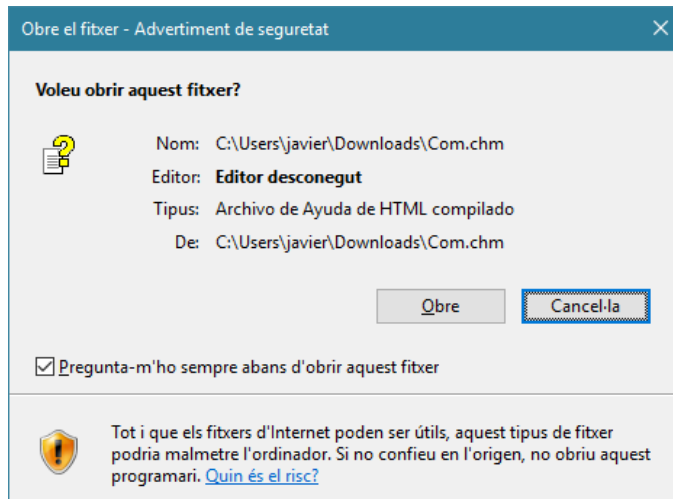 Obre el fitxer - Advertiment de seguretat
Voleu obrir aquest fitxer?
Nom: C:\Users\javier\Downloads\Com.chm
Editor: Editor desconegut
Tipus: Archivo de Ayuda de HTML compilado
De: C:\Users\javier\Downloads\Com.chm
Obre Cancel·la
Pregunta-m'ho sempre abans d'obrir aquest fitxer
Tot i que els fitxers d'Internet poden ser útils, aquest tipus de fitxer
podria malmetre l'ordinador. Si no confieu en l'origen, no obriu aquest
programari. Quin és el risc?